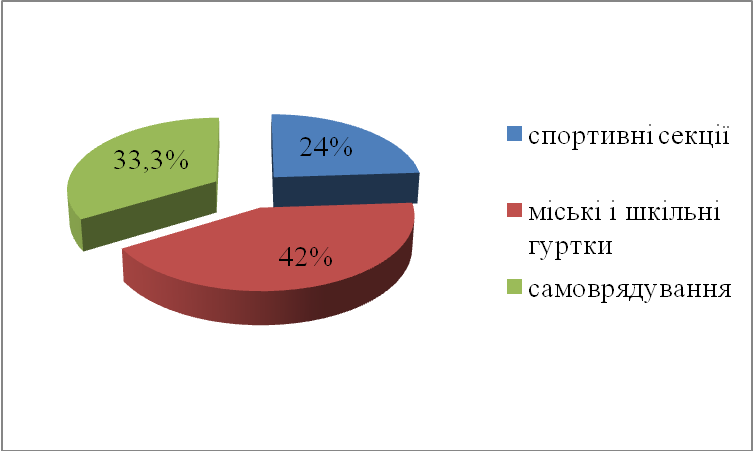 33,3%
24%
42%
спортивні секції
міські і шкільні
гуртки
самоврядування